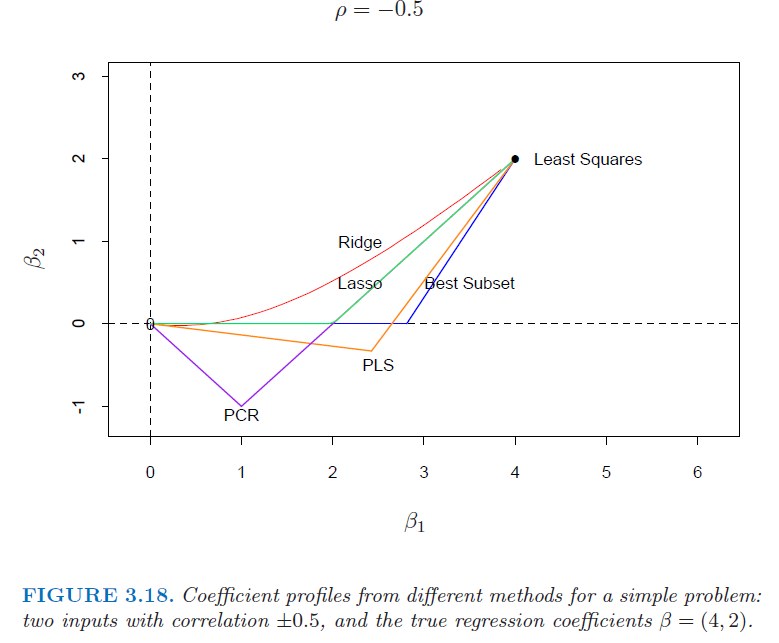 ρ = −0.5
3
2
1
0
-1
β2
Least Squares
Ridge
Lasso
Best Subset
0
PLS
PCR
0 1 2 3 4 5 6
β1
FIGURE 3.18. Coefficient profiles from different methods for a simple problem:
two inputs with correlation ±0.5, and the true regression coefficients β = (4, 2).